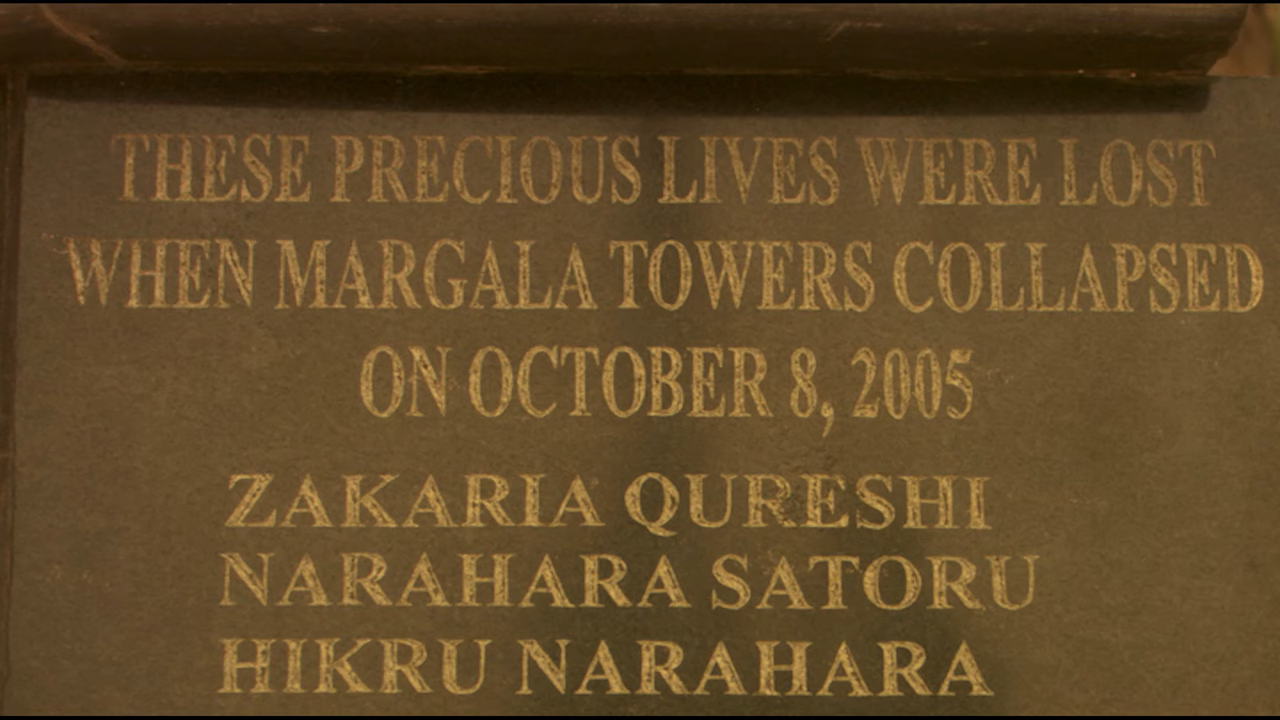 THESE PRECIOUS LIVES WERE LOST
WHEN MARGALA TOWERS COLLAPSED
ON OCTOBER 8, 2005
ZAKARIA QURESHI
NARAHARA SATORU
HIKRU NARAHARA